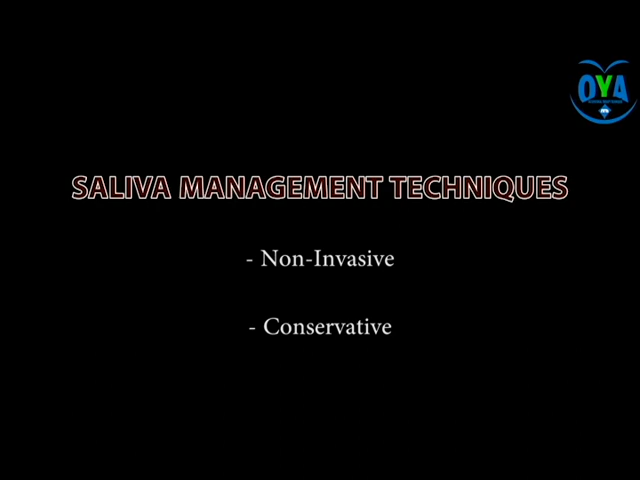 OYA
SALIVA MANAGEMENT TECHNIQUES
- Non-Invasive
- Conservative